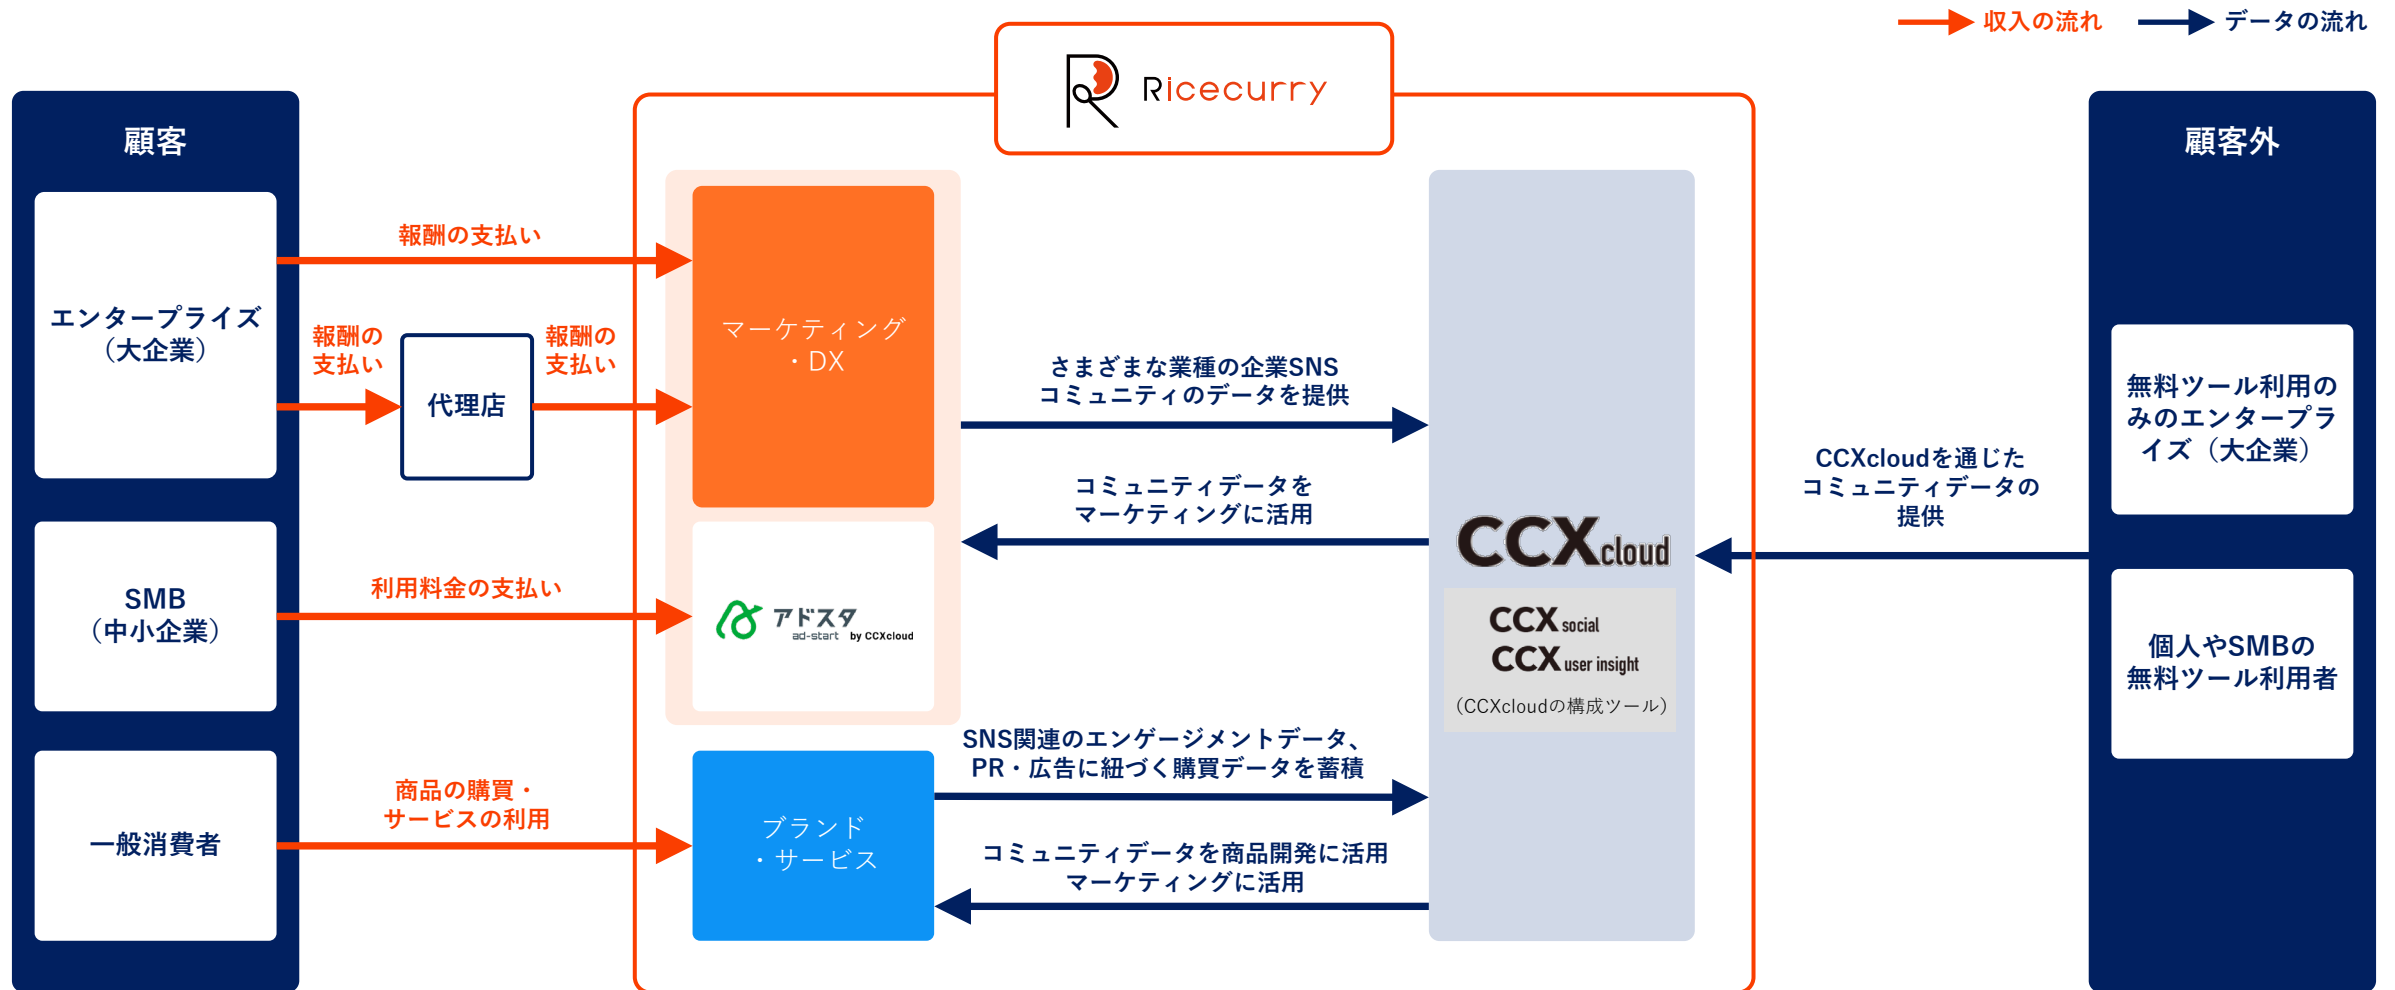 収入の流れ
データの流れ
Ricecurry
顧客
エンタープライズ
（大企業）
SMB
（中小企業）
一般消費者
報酬の支払い
報酬の
支払い
代理店
報酬の
支払い
利用料金の支払い
商品の購買・
サービスの利用
マーケティング
・DX
アドスタ
ad-start by CCXcloud
ブランド
・サービス
さまざまな業種の企業SNS
コミュニティのデータを提供
コミュニティデータを
マーケティングに活用
SNS関連のエンゲージメントデータ、
PR・広告に紐づく購買データを蓄積
コミュニティデータを商品開発に活用
マーケティングに活用
CCXcloud
CCX social
CCX user insight
（CCXcloudの構成ツール）
CCXcloudを通じた
コミュニティデータの
提供
顧客外
無料ツール利用の
みのエンタープラ
イズ（大企業）
個人やSMBの
無料ツール利用者